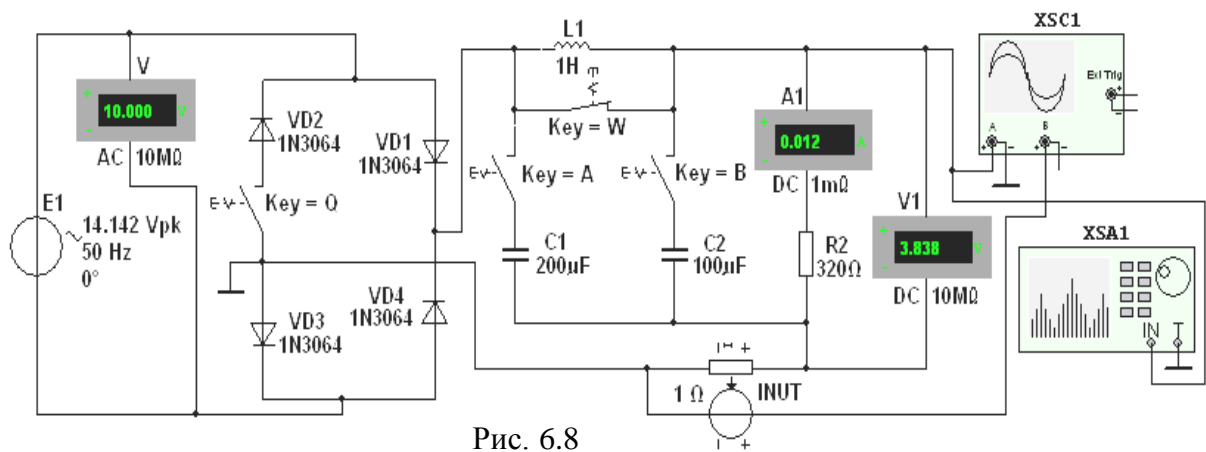 XSC1
Ext Trig
A
B
L1
1H
V
10.000 V
AC 10MΩ
VD2
1N3064
VD1
1N3064
Key = W
A1
0.012 A
DC 1mΩ
Key = Q
Key = A
Key = B
E1
14.142 Vpk
50 Hz
0°
V1
3.838 V
DC 10MΩ
XSA1
IN
T
C1
200µF
C2
100µF
R2
320Ω
VD3
1N3064
VD4
1N3064
1 Ω
INUT
Рис. 6.8